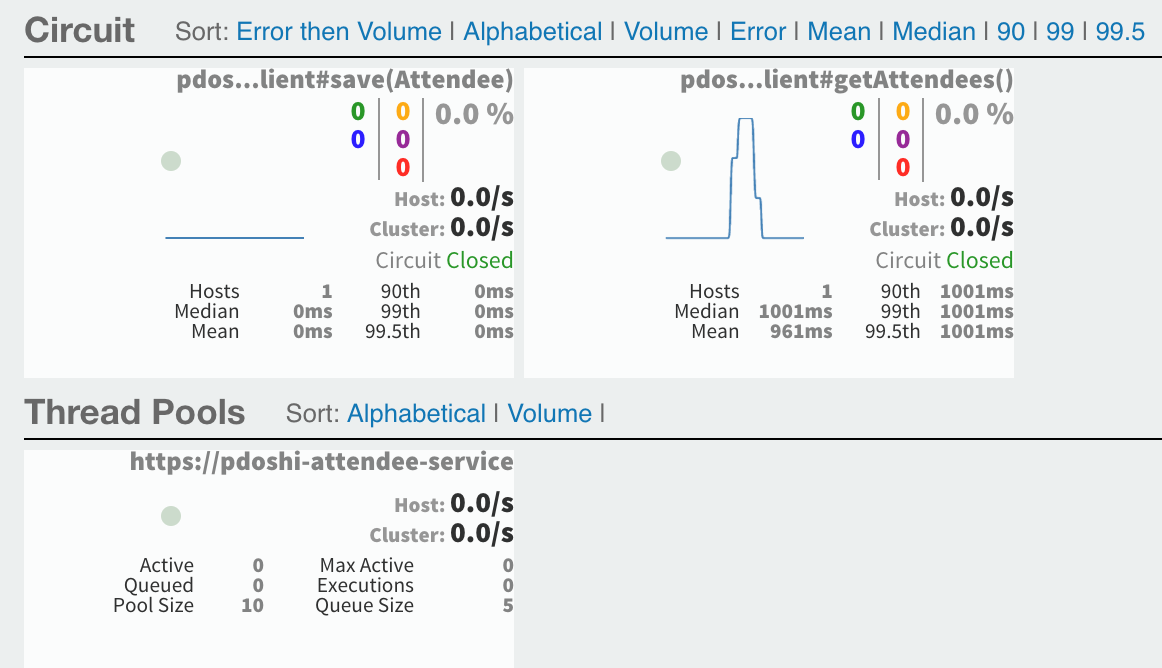 Circuit Sort: Error then Volume | Alphabetical | Volume | Error | Mean | Median | 90 | 99 | 99.5
pdos...lient#save(Attendee)
0 0 0.0 %
0 0
0
Host: 0.0/s
Cluster: 0.0/s
Circuit Closed
Hosts 1 90th 0ms
Median 0ms 99th 0ms
Mean 0ms 99.5th 0ms
pdos...lient#getAttendees()
0 0 0.0 %
0 0
0
Host: 0.0/s
Cluster: 0.0/s
Circuit Closed
Hosts 1 90th 1001ms
Median 1001ms 99th 1001ms
Mean 961ms 99.5th 1001ms
Thread Pools Sort: Alphabetical | Volume |
https://pdoshi-attendee-service
Host: 0.0/s
Cluster: 0.0/s
Active 0 Max Active 0
Queued 0 Executions 0
Pool Size 10 Queue Size 5